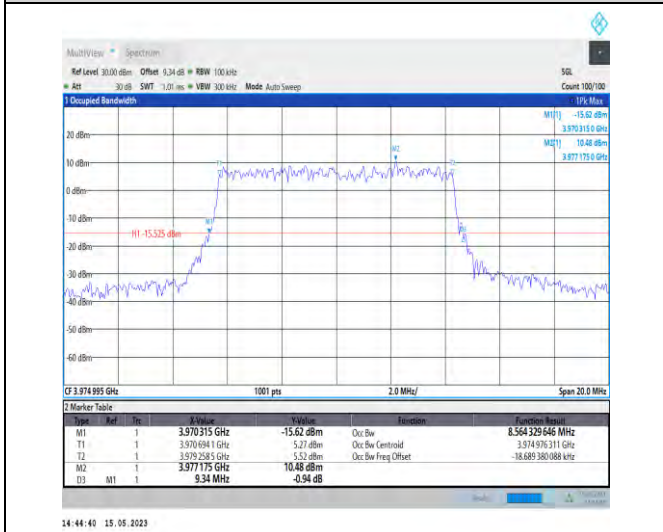 MultiView Spectrum
Ref Level 30.00 dBm Offset 9.34 dB RBW 100 kHz SGL
Att 30 dB SWT 1.01 ms VBW 300 kHz Mode Auto Sweep Count 100/100
1 Occupied Bandwidth 1Pk Max
M1[1] -15.62 dBm
3.970 315 0 GHz
M2[1] 10.48 dBm
3.977 175 0 GHz
20 dBm
M2
10 dBm
T1 T2
0 dBm
-10 dBm
M1
H1 -15.525 dBm
-20 dBm
-30 dBm
-40 dBm
-50 dBm
-60 dBm
CF 3.974 995 GHz 1001 pts 2.0 MHz/ Span 20.0 MHz
2 Marker Table
Type Ref Trc X-Value Y-Value Function Function Result
M1 1 3.970 315 GHz -15.62 dBm Occ Bw 8.564 329 646 MHz
T1 1 3.970 694 1 GHz 5.27 dBm Occ Bw Centroid 3.974 976 311 GHz
T2 1 3.979 258 5 GHz 5.52 dBm Occ Bw Freq Offset -18.689 380 088 kHz
M2 1 3.977 175 GHz 10.48 dBm
D3 M1 1 9.34 MHz -0.94 dB
14:44:40 15.05.2023